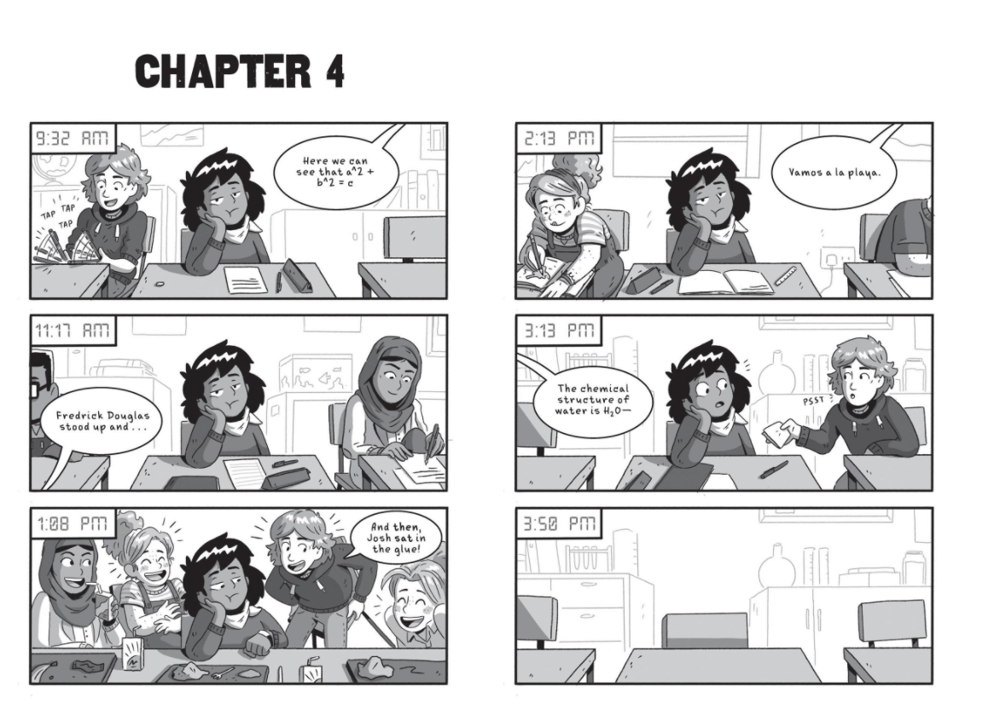 CHAPTER 4
9:32 AM
Here we can
see that a^2 +
b^2 = c
TAP TAP
TAP
11:17 AM
Fredrick Douglas
stood up and...
1:08 PM
And then,
Josh sat in
the glue!
2:13 PM
Vamos a la playa.
3:13 PM
The chemical
structure of
water is H₂O—
PSST
3:50 PM